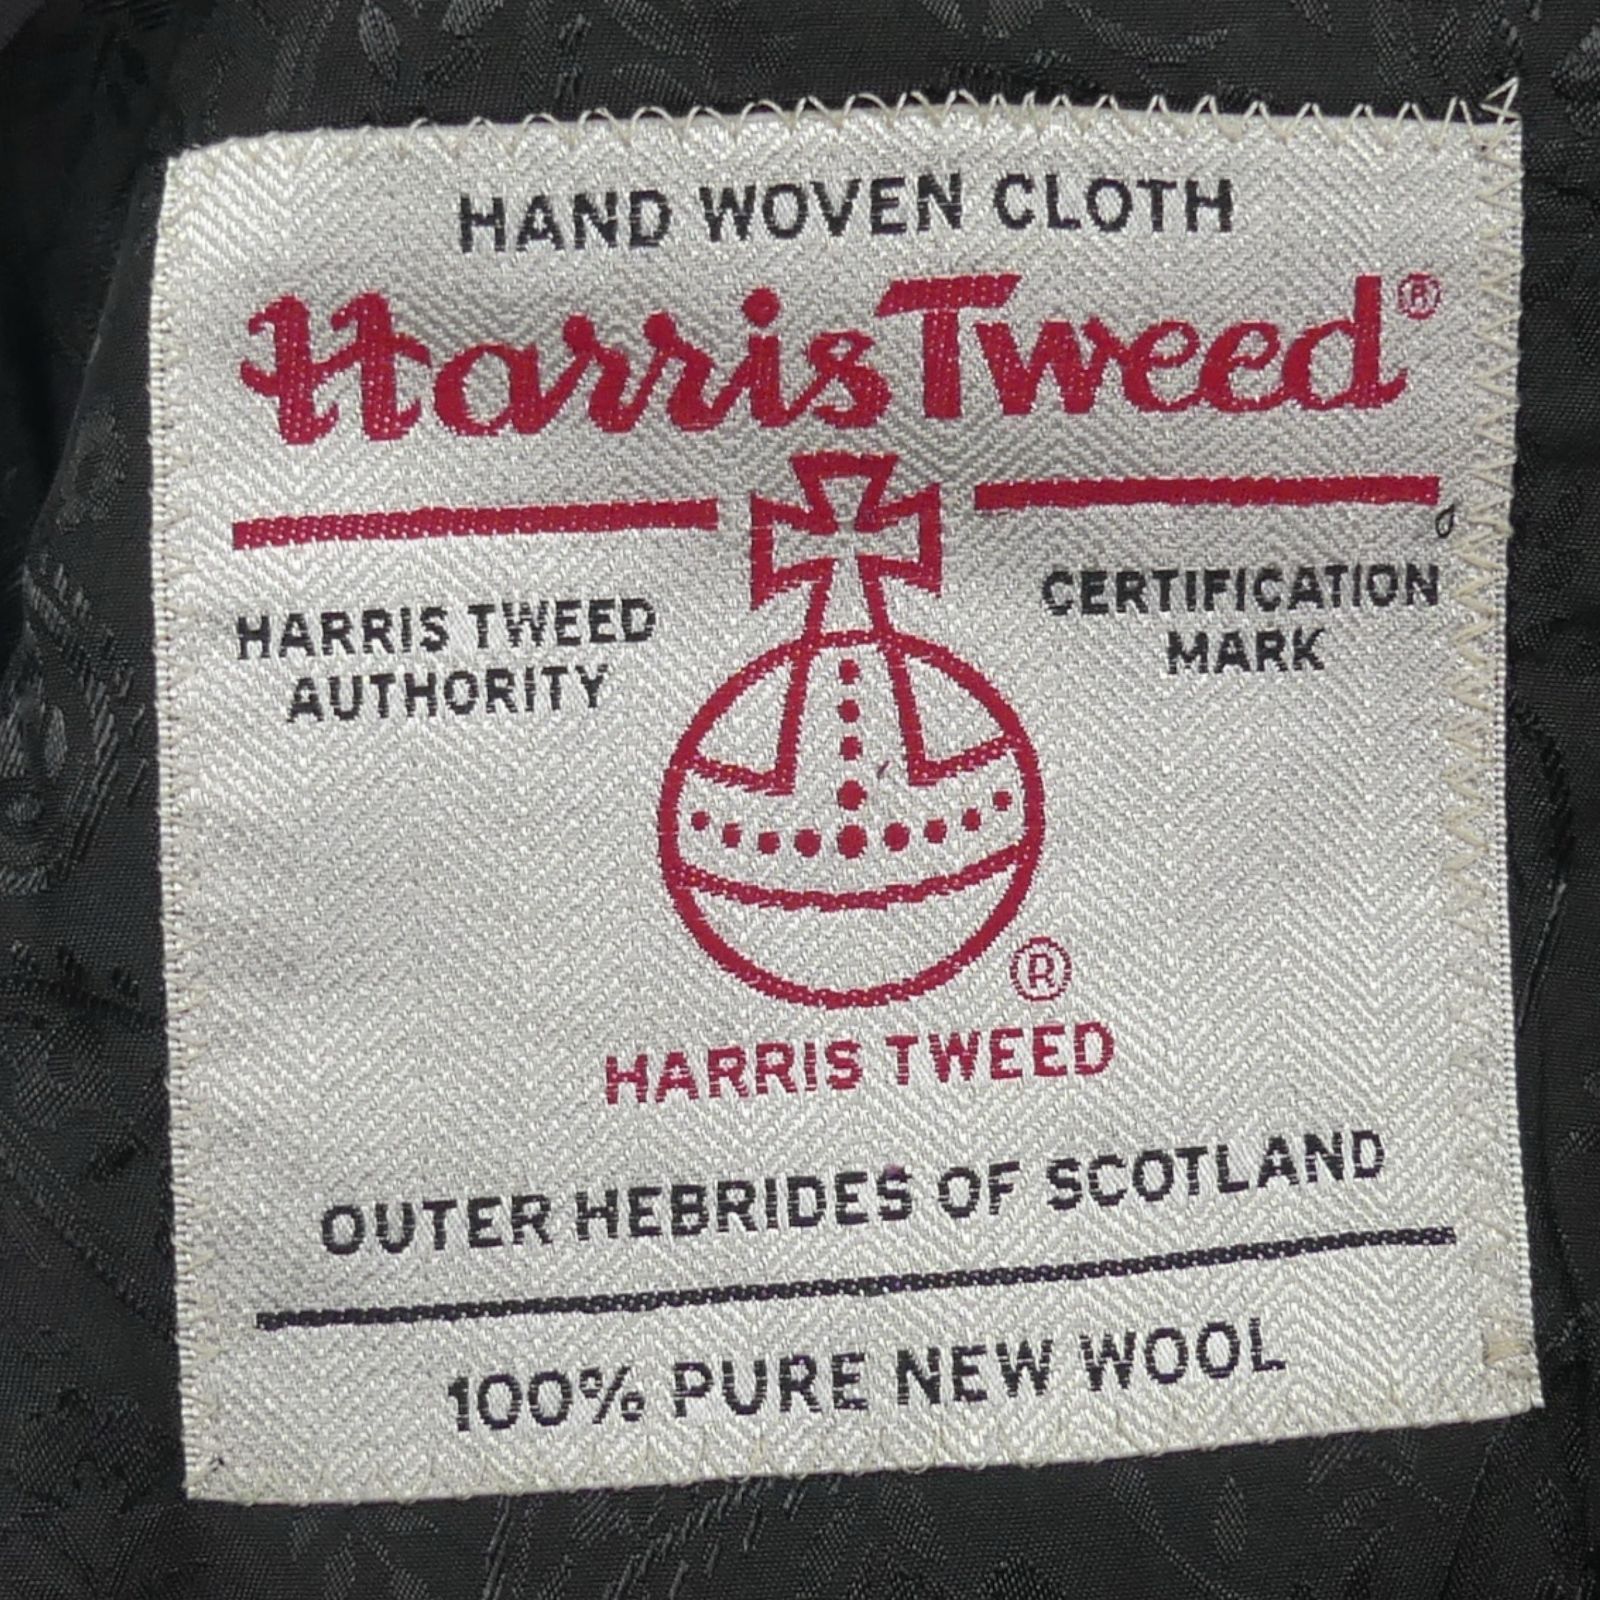 HAND WOVEN CLOTH
Harris Tweed®
HARRIS TWEED
AUTHORITY
CERTIFICATION
MARK
®
HARRIS TWEED
OUTER HEBRIDES OF SCOTLAND
100% PURE NEW WOOL